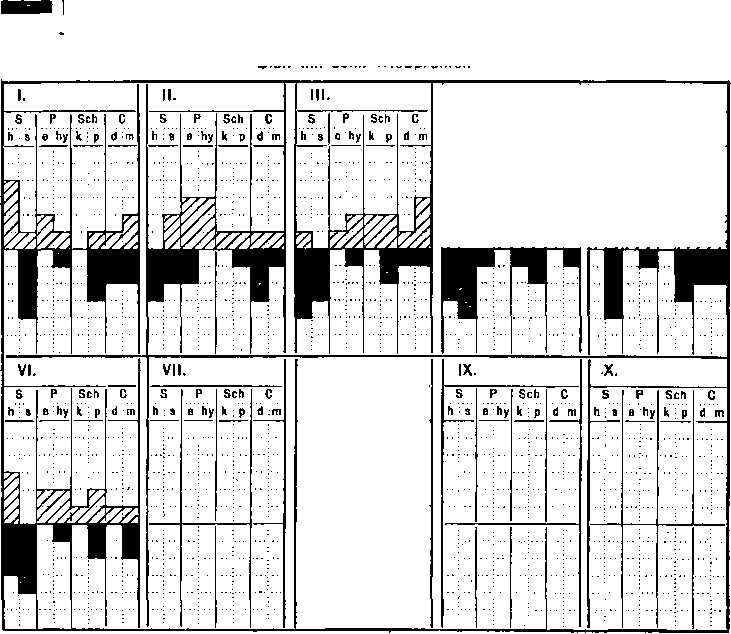 I. II. III.
S P Sch C S P Sch C S P Sch C
h s e hy k p d m h s e hy k p d m h s e hy k p d m
VI. VII. IX. X.
S P Sch C S P Sch C S P Sch C S P Sch C
h s e hy k p d m h s e hy k p d m h s e hy k p d m h s e hy k p d m